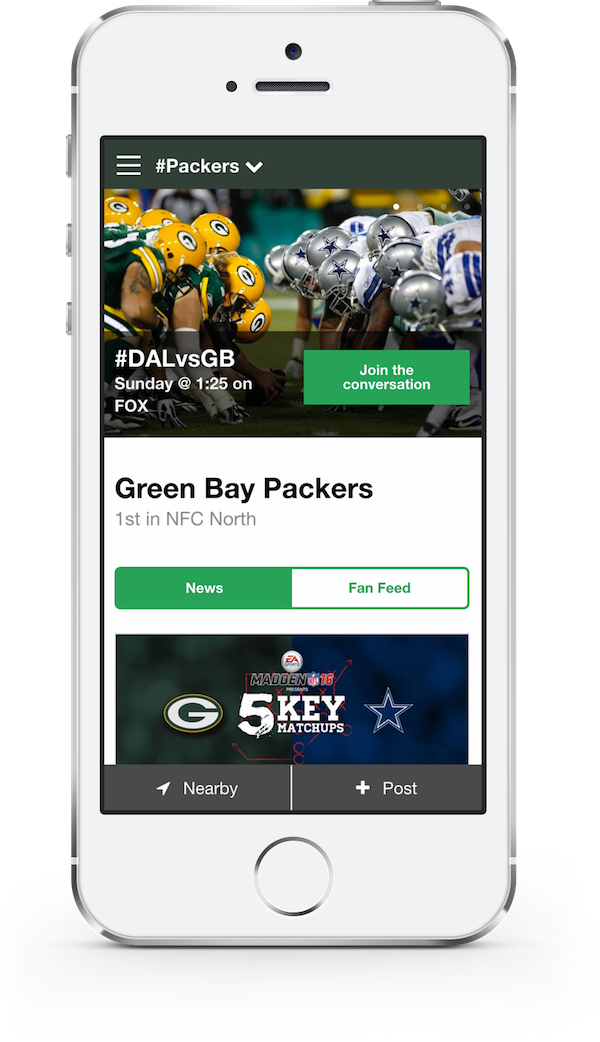 #Packers
#DALvsGB
Sunday @ 1:25 on
FOX
Join the
conversation
Green Bay Packers
1st in NFC North
News
Fan Feed
EA
SPORTS
MADDEN NFL 16
PRESENTS
5 KEY
MATCHUPS
G
Nearby
Post